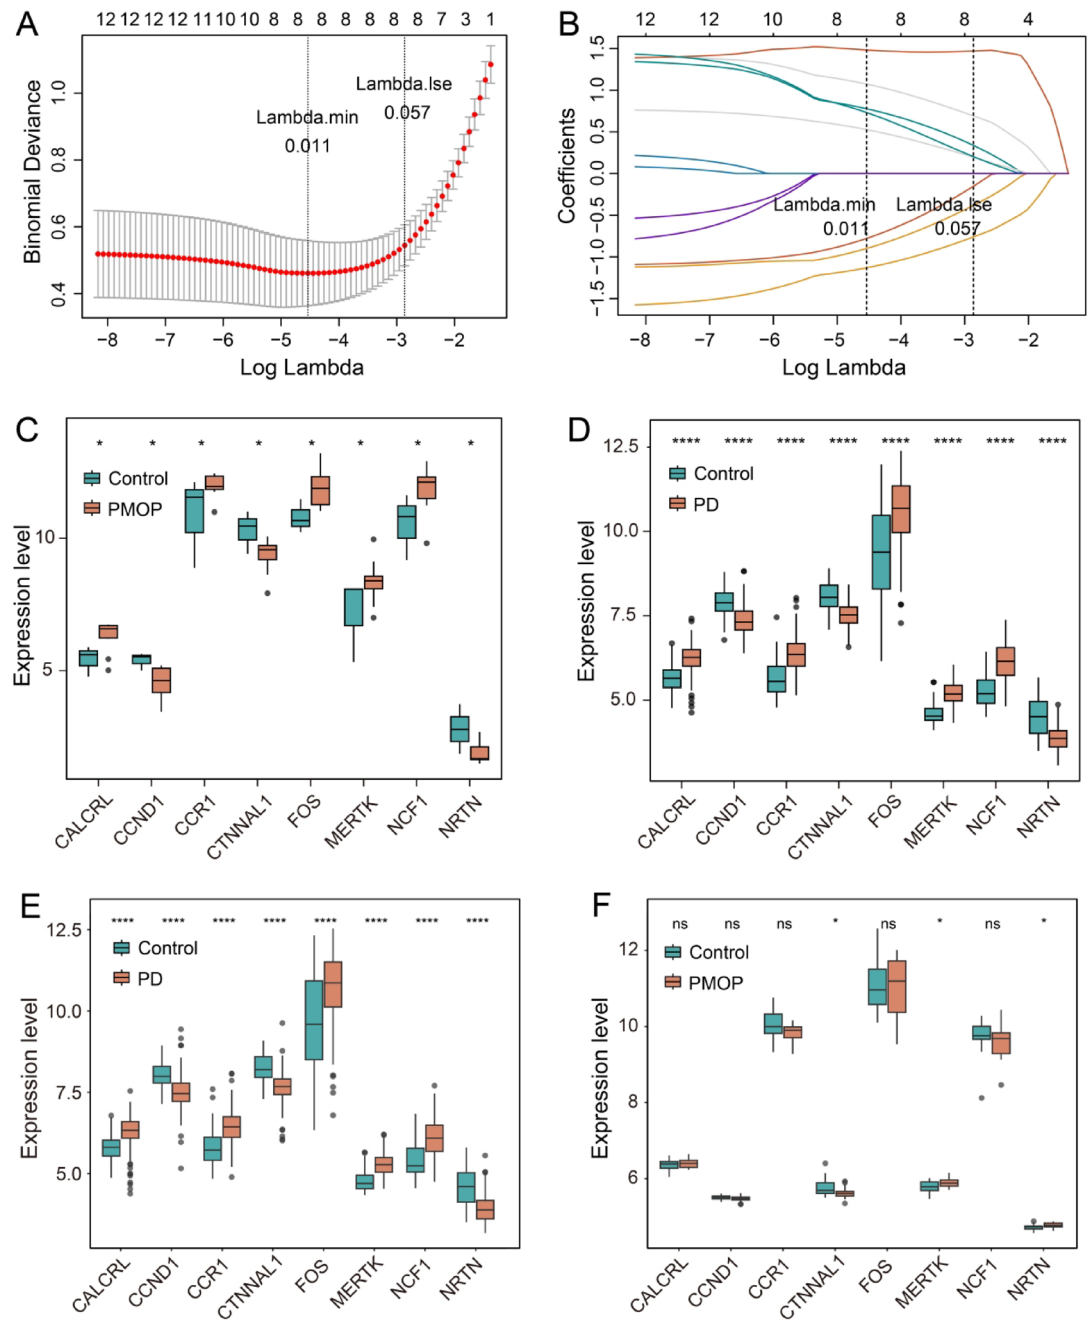 A
12 12 12 11 10 10 8 8 8 8 7 3 1
Binomial Deviance
1.0
0.8
0.6
0.4
Lambda.lse
0.057
Lambda.min
0.011
−8 −7 −6 −5 −4 −3 −2
Log Lambda
B
12 12 10 8 8 8 4
Coefficients
1.5
1.0
0.5
0.0
−0.5
−1.0
−1.5
Lambda.min
0.011
Lambda.lse
0.057
−8 −7 −6 −5 −4 −3 −2
Log Lambda
C
* * * * * * * *
Control
PMOP
Expression level
10
5
CALCRL CCND1 CCR1 CTNNAL1 FOS MERTK NCF1 NRTN
D
**** **** **** **** **** **** **** ****
Control
PD
Expression level
12.5
10.0
7.5
5.0
CALCRL CCND1 CCR1 CTNNAL1 FOS MERTK NCF1 NRTN
E
**** **** **** **** **** **** **** ****
Control
PD
Expression level
12.5
10.0
7.5
5.0
CALCRL CCND1 CCR1 CTNNAL1 FOS MERTK NCF1 NRTN
F
ns ns ns * ns * ns *
Control
PMOP
Expression level
12
10
8
6
CALCRL CCND1 CCR1 CTNNAL1 FOS MERTK NCF1 NRTN